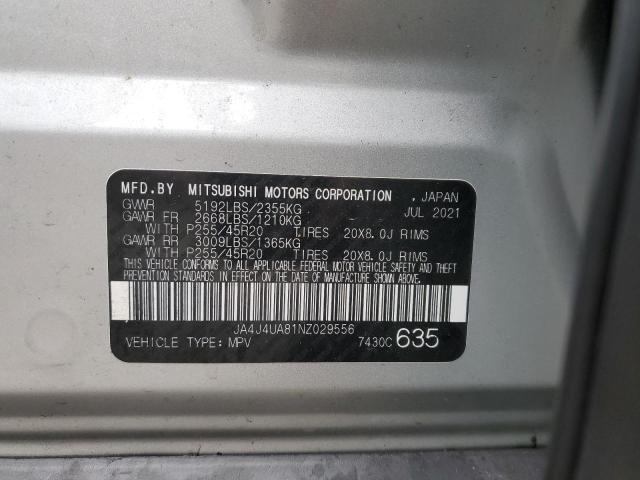 MFD.BY MITSUBISHI MOTORS CORPORATION , JAPAN
GVWR 5192LBS/2355KG JUL 2021
GAWR FR 2668LBS/1210KG
WITH P255/45R20 TIRES 20X8.0J RIMS
GAWR RR 3009LBS/1365KG
WITH P255/45R20 TIRES 20X8.0J RIMS
THIS VEHICLE CONFORMS TO ALL APPLICABLE FEDERAL MOTOR VEHICLE SAFETY AND THEFT
PREVENTION STANDARDS IN EFFECT ON THE DATE OF MANUFACTURE SHOWN ABOVE.
JA4J4UA81NZ029556
VEHICLE TYPE: MPV 7430C 635